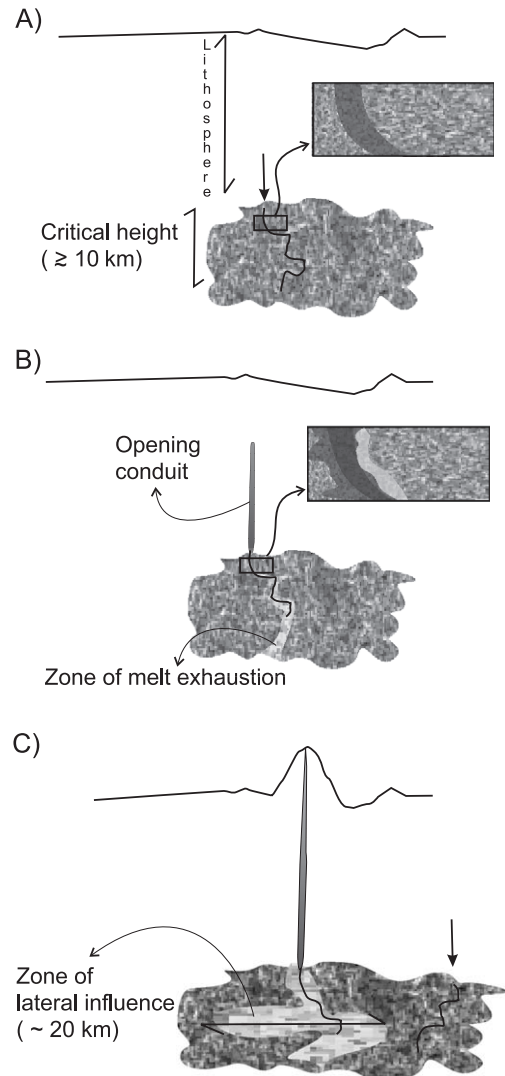 A)
Lithosphere
Critical height
( ≳ 10 km)
B)
Opening
conduit
Zone of melt exhaustion
C)
Zone of
lateral influence
( ~ 20 km)